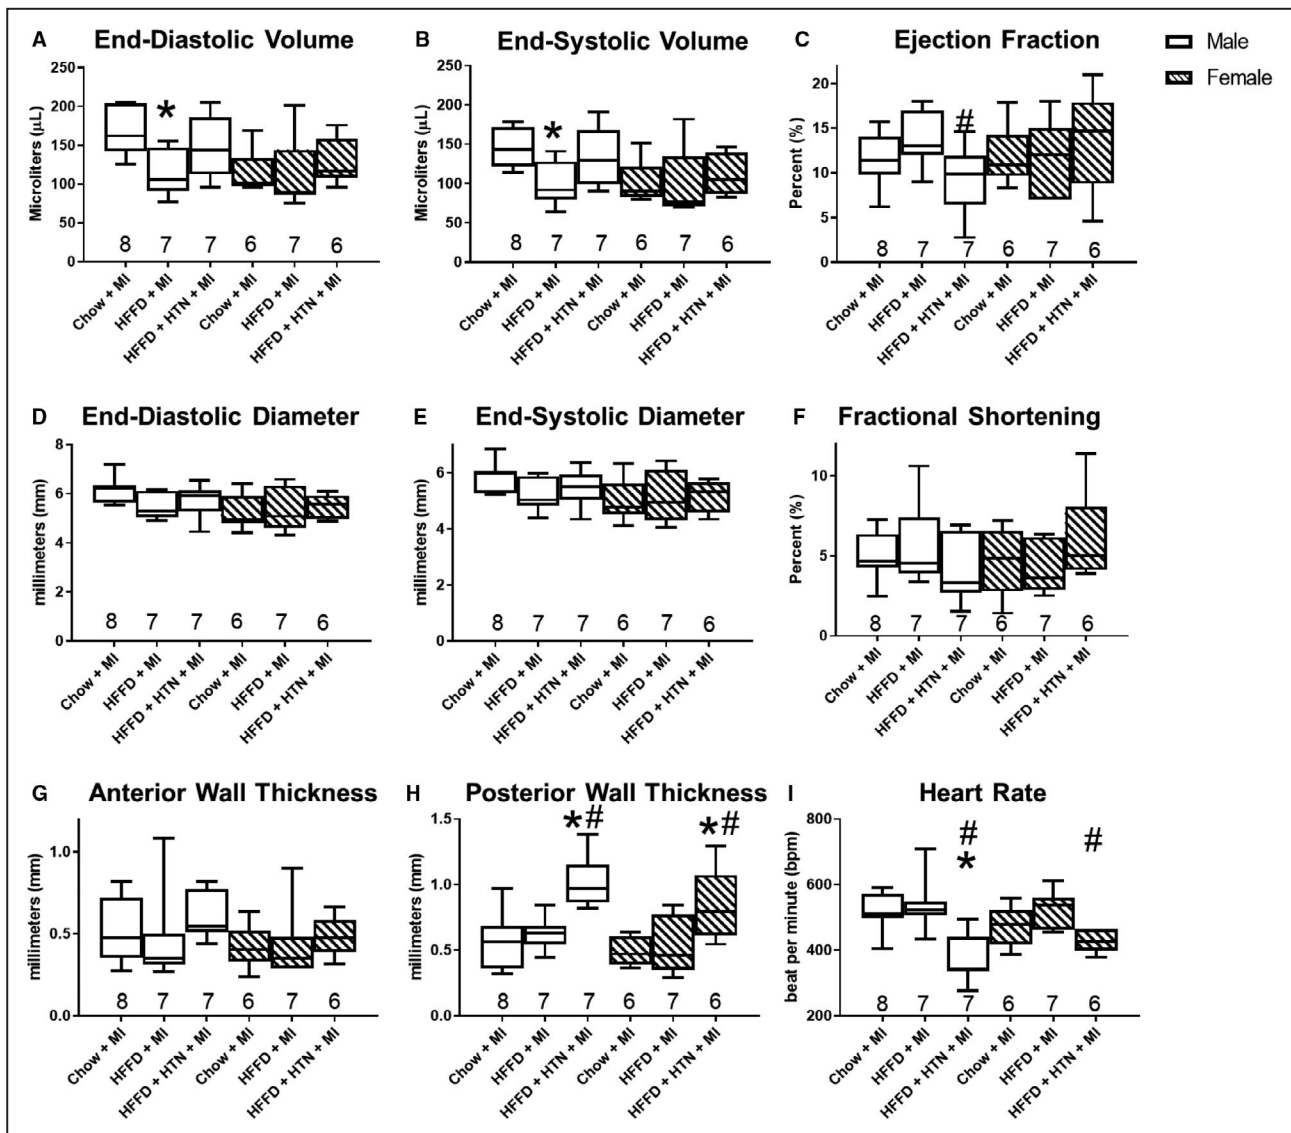 A End-Diastolic Volume
Microliters (μL)
250
200
150
100
50
0
*
8 7 7 6 7 6
Chow + MI
HFFD + MI
HFFD + HTN + MI
Chow + MI
HFFD + MI
HFFD + HTN + MI
B End-Systolic Volume
Microliters (μL)
250
200
150
100
50
0
*
8 7 7 6 7 6
Chow + MI
HFFD + MI
HFFD + HTN + MI
Chow + MI
HFFD + MI
HFFD + HTN + MI
C Ejection Fraction
Percent (%)
20
15
10
5
0
#
8 7 7 6 7 6
Chow + MI
HFFD + MI
HFFD + HTN + MI
Chow + MI
HFFD + MI
HFFD + HTN + MI
Male
Female
D End-Diastolic Diameter
millimeters (mm)
8
6
4
2
0
8 7 7 6 7 6
Chow + MI
HFFD + MI
HFFD + HTN + MI
Chow + MI
HFFD + MI
HFFD + HTN + MI
E End-Systolic Diameter
millimeters (mm)
6
4
2
0
8 7 7 6 7 6
Chow + MI
HFFD + MI
HFFD + HTN + MI
Chow + MI
HFFD + MI
HFFD + HTN + MI
F Fractional Shortening
Percent (%)
10
5
0
8 7 7 6 7 6
Chow + MI
HFFD + MI
HFFD + HTN + MI
Chow + MI
HFFD + MI
HFFD + HTN + MI
G Anterior Wall Thickness
millimeters (mm)
1.0
0.5
0.0
8 7 7 6 7 6
Chow + MI
HFFD + MI
HFFD + HTN + MI
Chow + MI
HFFD + MI
HFFD + HTN + MI
H Posterior Wall Thickness
millimeters (mm)
1.5
1.0
0.5
0.0
*#
*#
8 7 7 6 7 6
Chow + MI
HFFD + MI
HFFD + HTN + MI
Chow + MI
HFFD + MI
HFFD + HTN + MI
I Heart Rate
beat per minute (bpm)
800
600
400
200
#
*
#
8 7 7 6 7 6
Chow + MI
HFFD + MI
HFFD + HTN + MI
Chow + MI
HFFD + MI
HFFD + HTN + MI